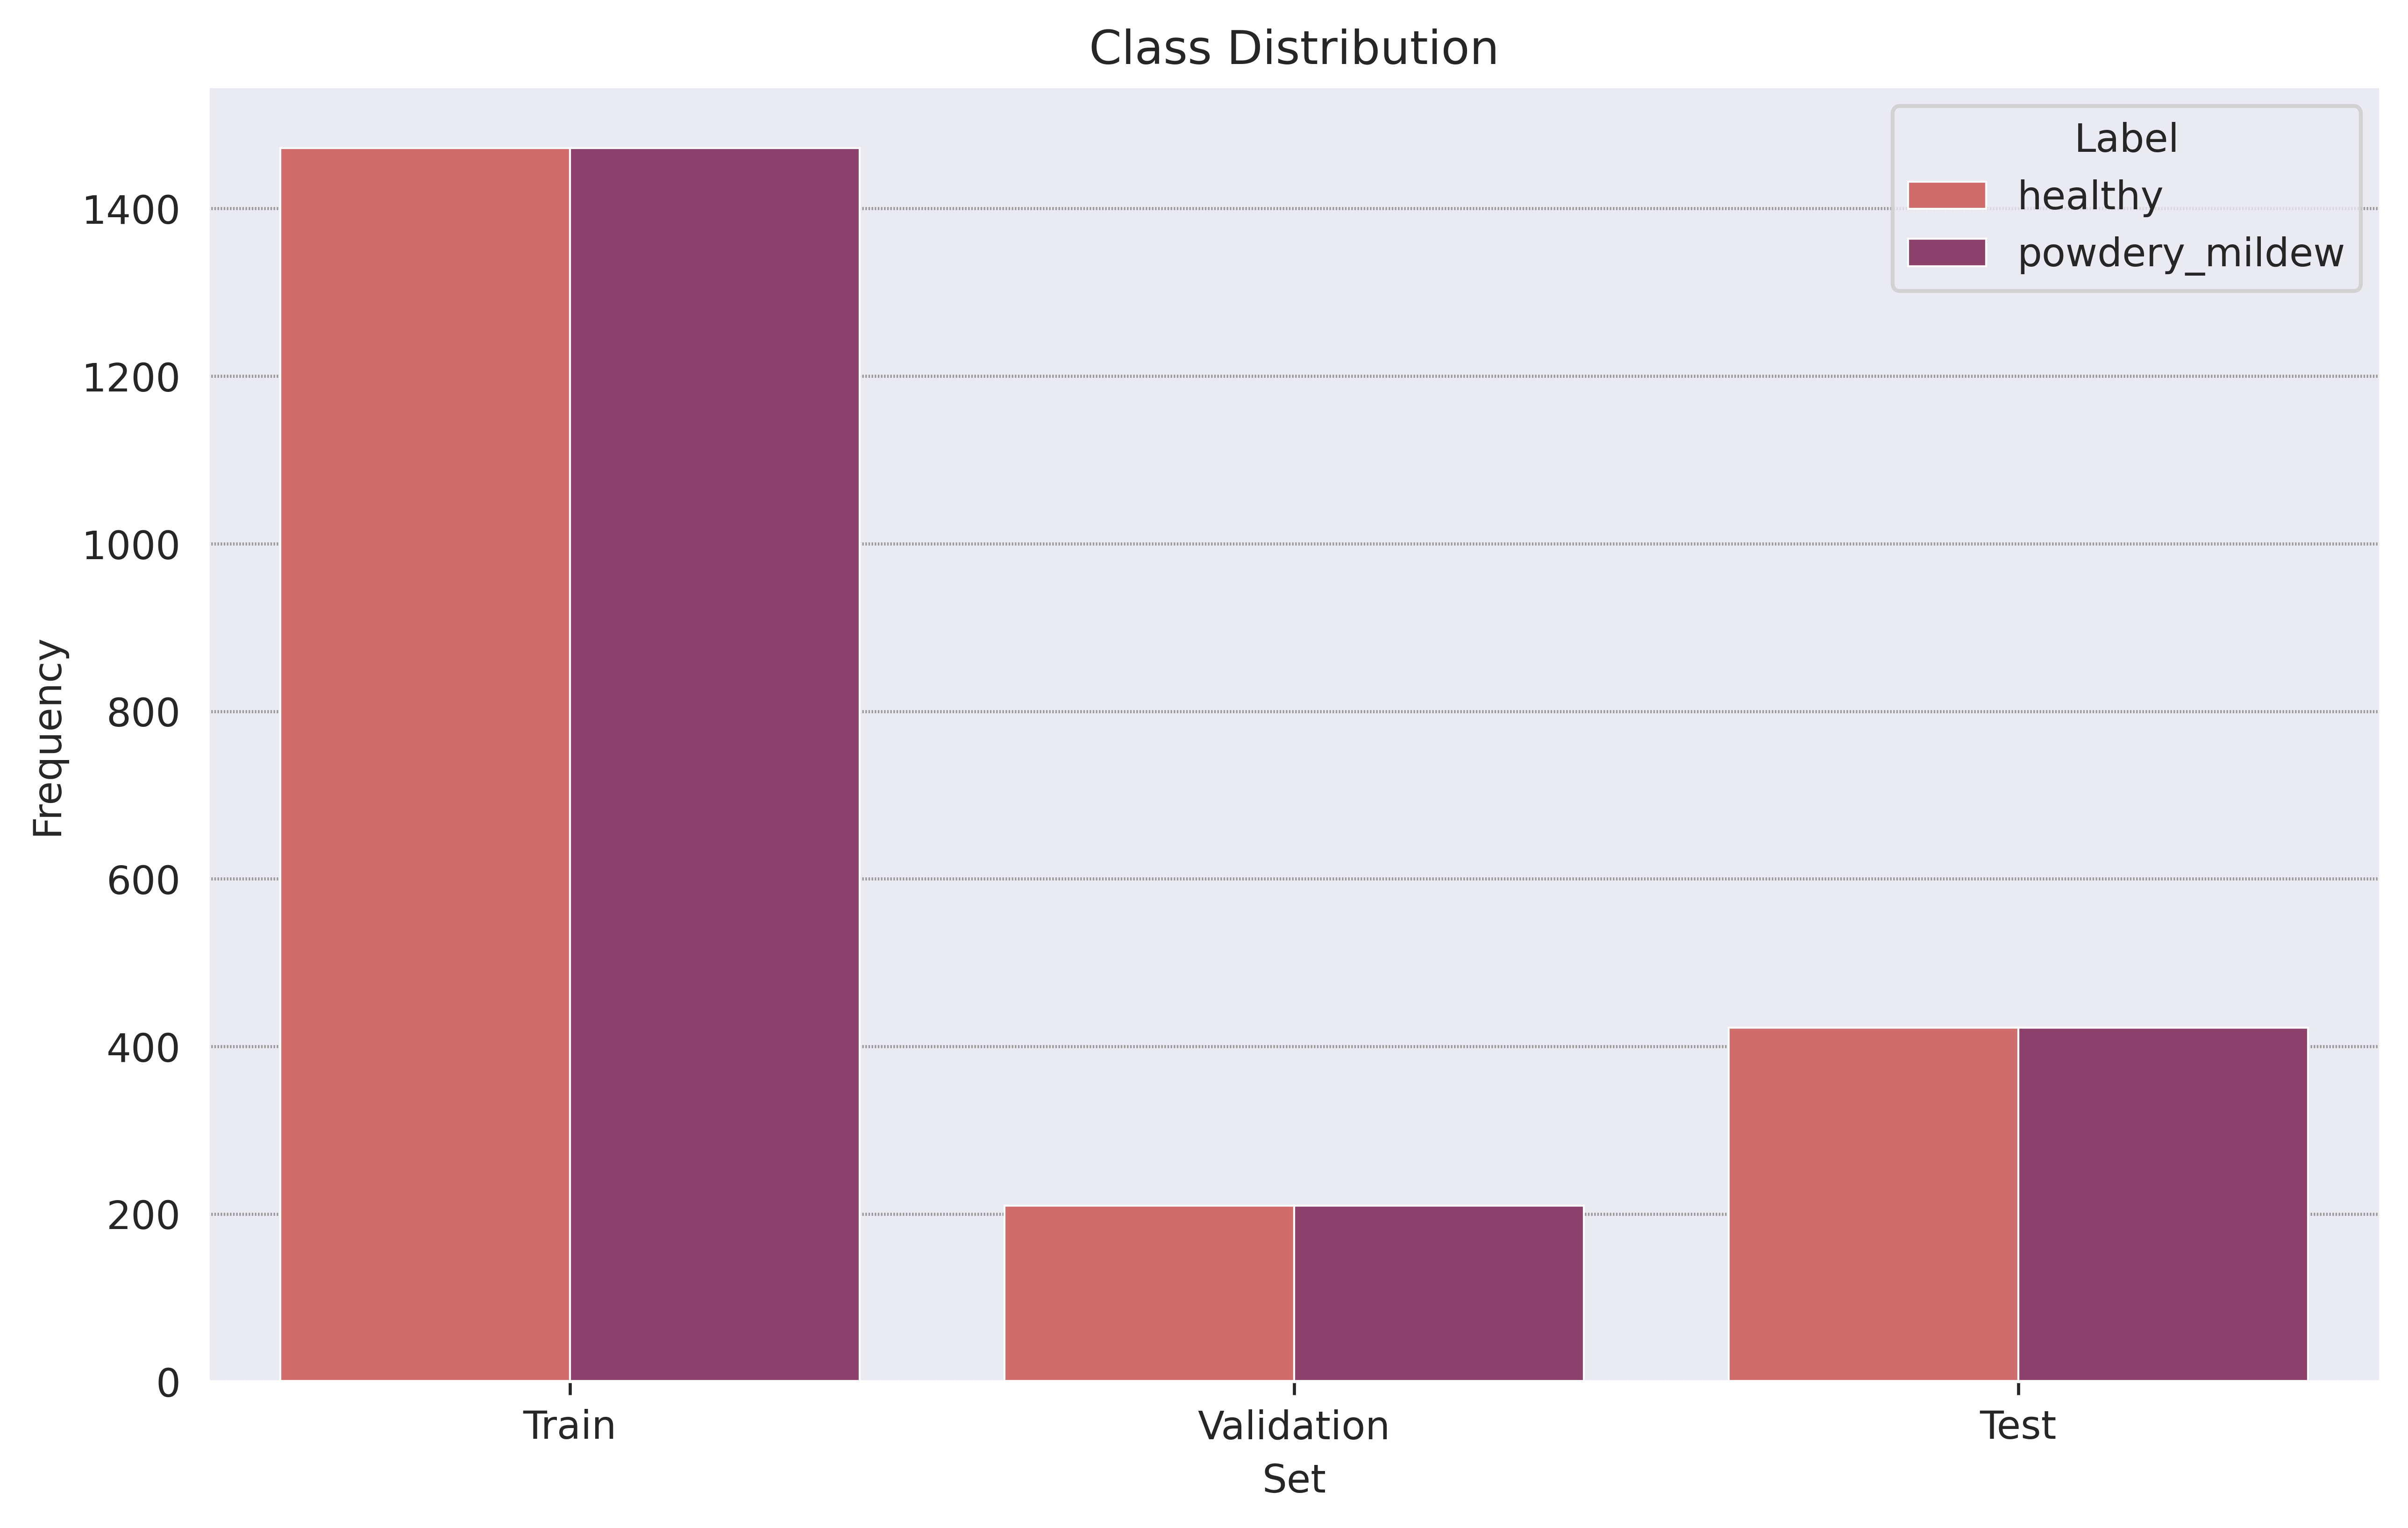 Class Distribution
Label
healthy
powdery_mildew
1400
1200
1000
800
600
400
200
0
Frequency
Train
Validation
Test
Set